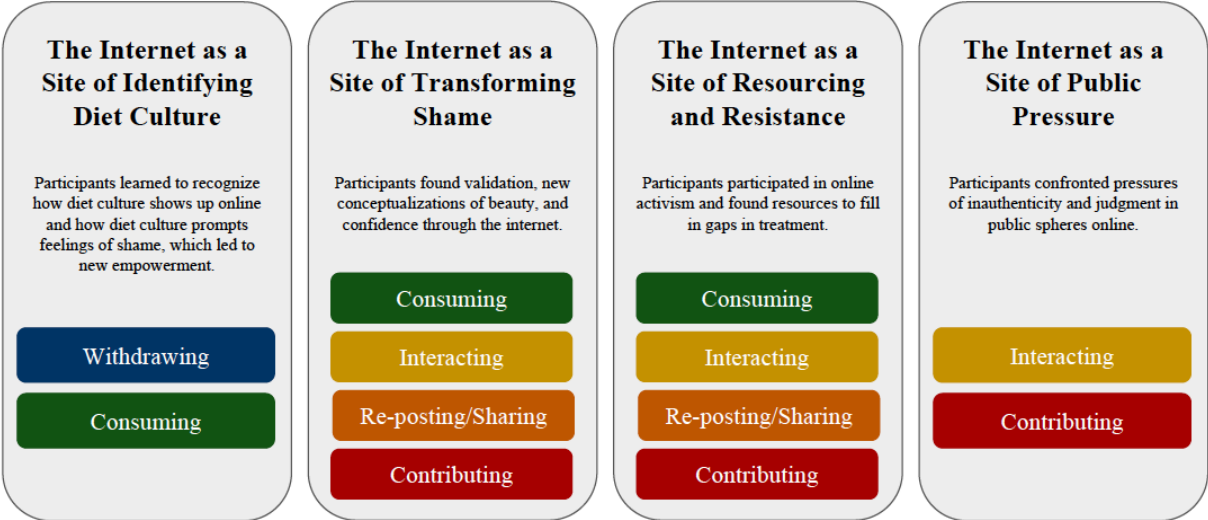 The Internet as a
Site of Identifying
Diet Culture
Participants learned to recognize
how diet culture shows up online
and how diet culture prompts
feelings of shame, which led to
new empowerment.
Withdrawing
Consuming
The Internet as a
Site of Transforming
Shame
Participants found validation, new
conceptualizations of beauty, and
confidence through the internet.
Consuming
Interacting
Re-posting/Sharing
Contributing
The Internet as a
Site of Resourcing
and Resistance
Participants participated in online
activism and found resources to fill
in gaps in treatment.
Consuming
Interacting
Re-posting/Sharing
Contributing
The Internet as a
Site of Public
Pressure
Participants confronted pressures
of inauthenticity and judgment in
public spheres online.
Interacting
Contributing